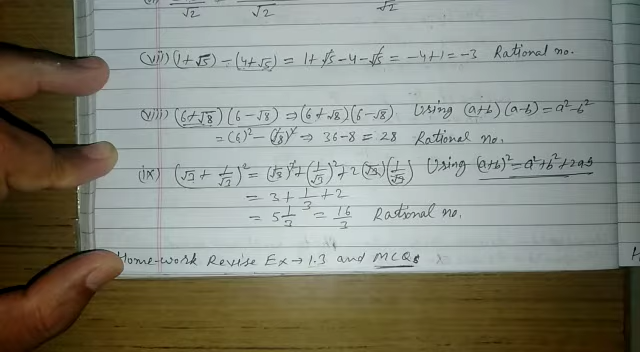 √2 √2 √2
(vii) (1+√5) – (4+√5) = 1+√5-4-√5 = -4+1 = -3 Rational no.
(viii) (6+√8)(6-√8) ⇒ (6+√8)(6-√8) Using (a+b)(a-b) = a²-b²
= (6)² – (√8)² ⇒ 36-8 = 28 Rational no.
(ix) (√3 + 1/√3)² = (√3)² + (1/√3)² + 2(√3)(1/√3) Using (a+b)² = a²+b²+2ab
= 3 + 1/3 + 2
= 5 1/3 = 16/3 Rational no.
Home-work Revise Ex → 1.3 and MCQs